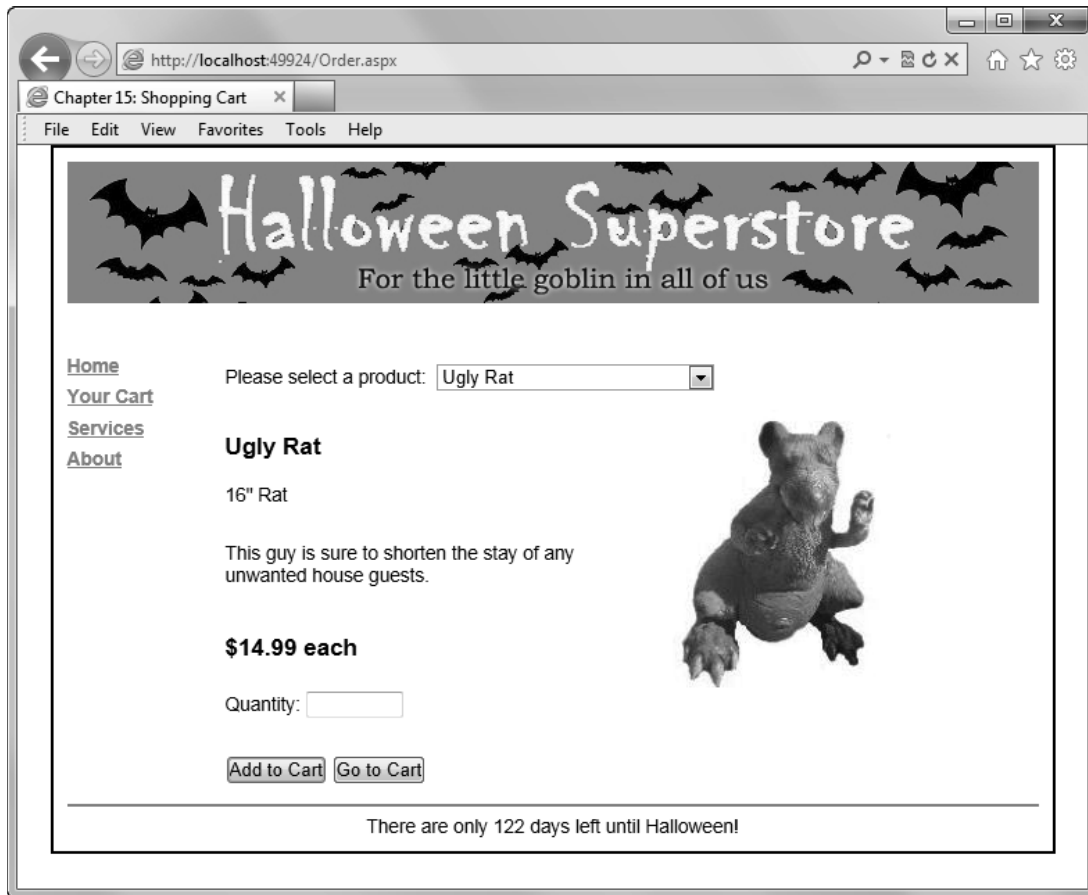 http://localhost:49924/Order.aspx
Chapter 15: Shopping Cart
File Edit View Favorites Tools Help
Halloween Superstore
For the little goblin in all of us
Home
Your Cart
Services
About
Please select a product: Ugly Rat
Ugly Rat
16" Rat
This guy is sure to shorten the stay of any
unwanted house guests.
$14.99 each
Quantity:
Add to Cart Go to Cart
There are only 122 days left until Halloween!